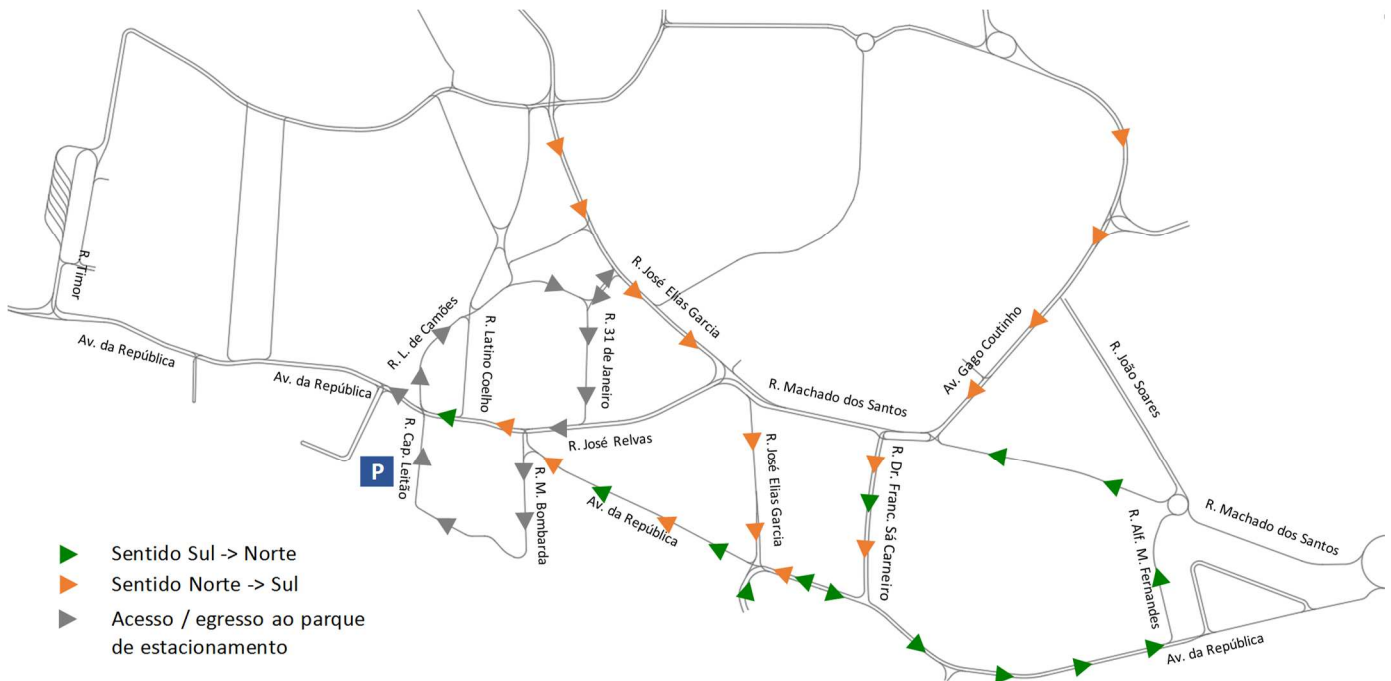 R. José Elias Garcia
R. Timor
Av. Gago Coutinho
R. L. de Camões
R. Latino Coelho
R. 31 de Janeiro
R. João Soares
Av. da República
Av. da República
R. Machado dos Santos
R. José Relvas
R. Cap. Leitão
P
R. M. Bombarda
R. José Elias Garcia
R. Dr. Franc. Sá Carneiro
Av. da República
R. Machado dos Santos
R. Alf. M. Fernandes
Av. da República
Sentido Sul -> Norte
Sentido Norte -> Sul
Acesso / egresso ao parque
de estacionamento